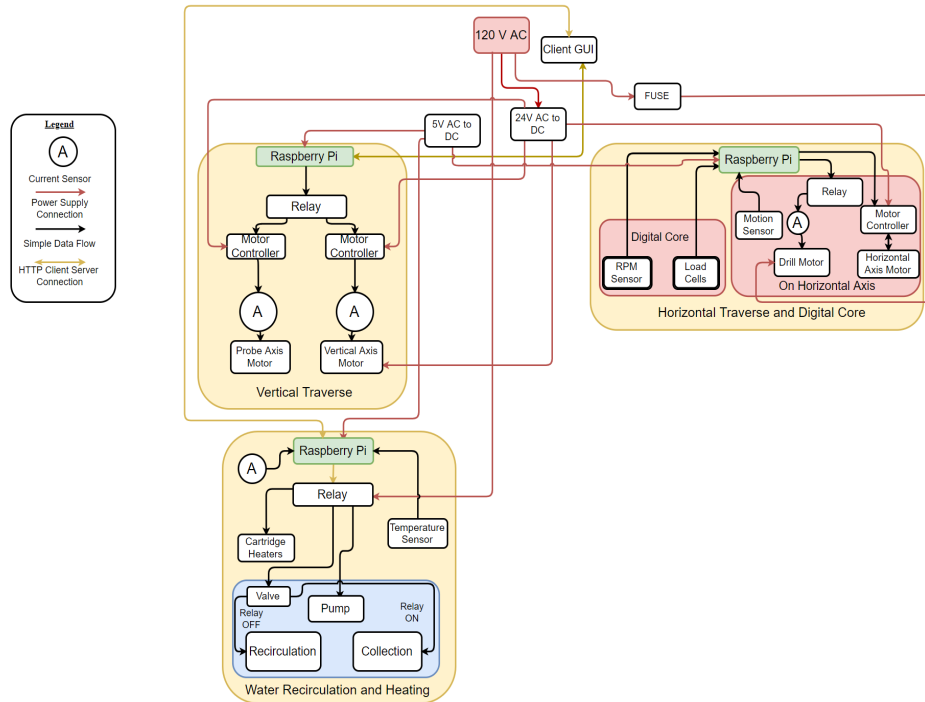 120 V AC
Client GUI
FUSE
Legend
A
Current Sensor
Power Supply
Connection
Simple Data Flow
HTTP Client Server
Connection
5V AC to
DC
24V AC to
DC
Raspberry Pi
Relay
Motor
Controller
Motor
Controller
A
A
Probe Axis
Motor
Vertical Axis
Motor
Vertical Traverse
Raspberry Pi
Relay
Motion
Sensor
A
Motor
Controller
Digital Core
RPM
Sensor
Load
Cells
Drill Motor
Horizontal
Axis Motor
On Horizontal Axis
Horizontal Traverse and Digital Core
Raspberry Pi
A
Relay
Cartridge
Heaters
Temperature
Sensor
Valve
Pump
Relay
OFF
Relay
ON
Recirculation
Collection
Water Recirculation and Heating